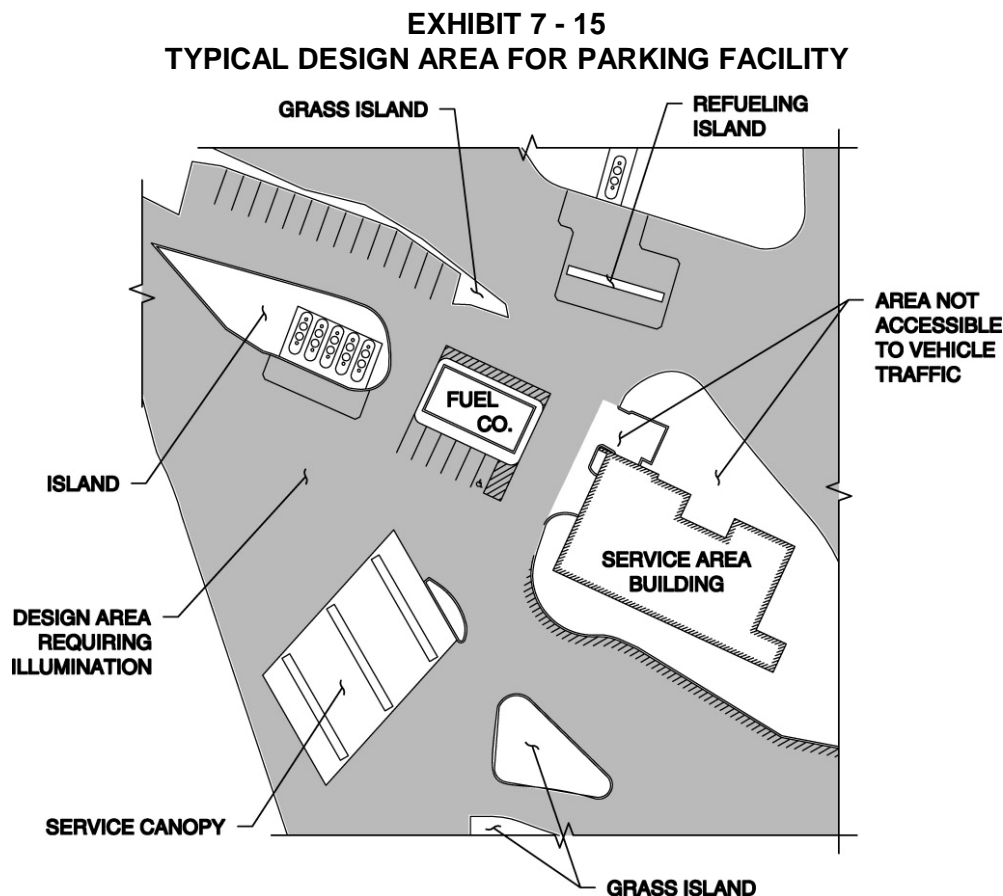 EXHIBIT 7 - 15
TYPICAL DESIGN AREA FOR PARKING FACILITY
GRASS ISLAND
REFUELING
ISLAND
AREA NOT
ACCESSIBLE
TO VEHICLE
TRAFFIC
FUEL
CO.
ISLAND
SERVICE AREA
BUILDING
DESIGN AREA
REQUIRING
ILLUMINATION
SERVICE CANOPY
GRASS ISLAND